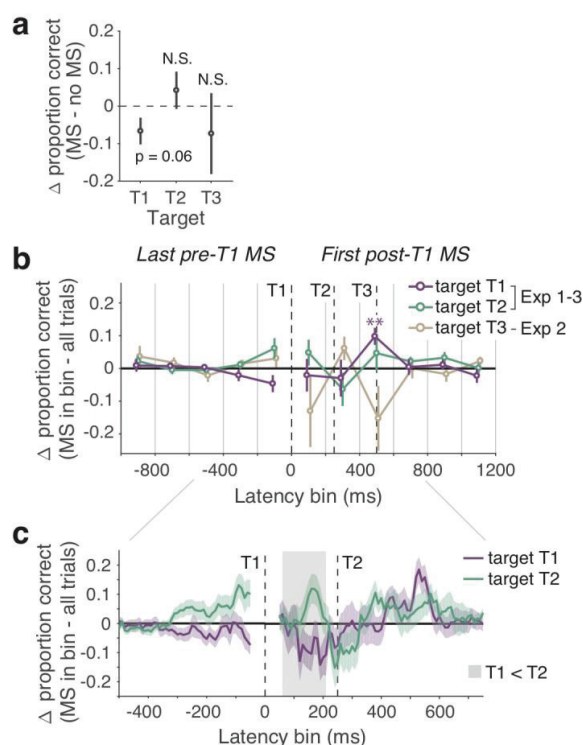 a
Δ proportion correct
(MS - no MS)
0.2
0.1
0
-0.1
-0.2
N.S.
N.S.
p = 0.06
T1 T2 T3
Target
b
Last pre-T1 MS First post-T1 MS
Δ proportion correct
(MS in bin - all trials)
0.2
0.1
0
-0.1
-0.2
T1 T2 T3
**
target T1
target T2
Exp 1-3
target T3 - Exp 2
-800 -400 0 400 800 1200
Latency bin (ms)
c
Δ proportion correct
(MS in bin - all trials)
0.2
0.1
0
-0.1
-0.2
T1 T2
target T1
target T2
T1 < T2
-400 -200 0 200 400 600
Latency bin (ms)